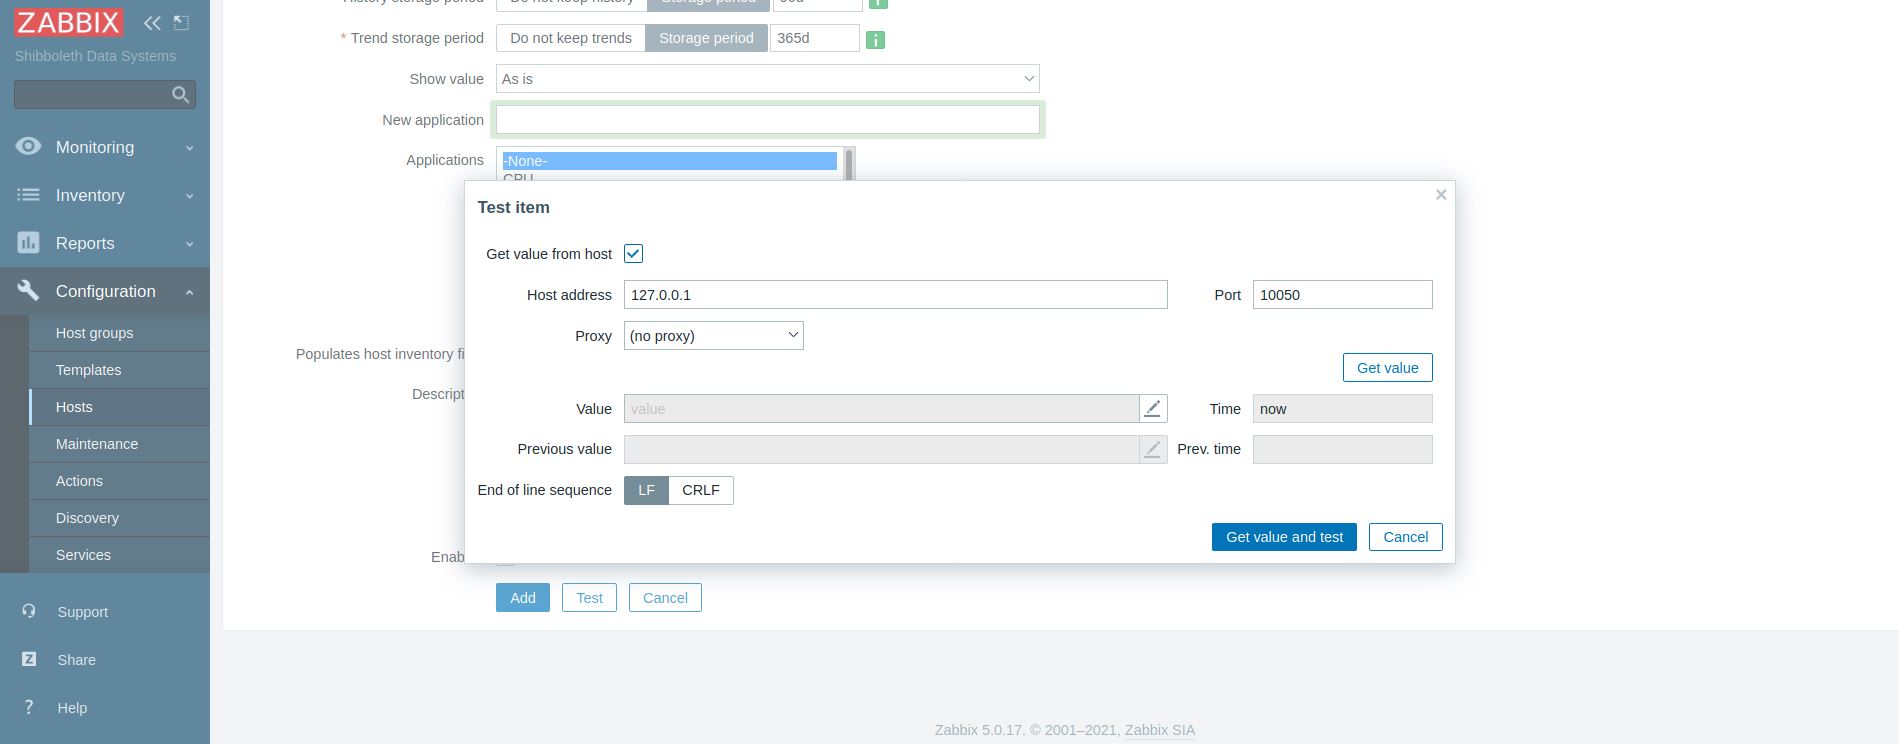 ZABBIX
Shibboleth Data Systems
Monitoring
Inventory
Reports
Configuration
Host groups
Templates
Hosts
Maintenance
Actions
Discovery
Services
Support
Share
Help
History storage period Do not keep history Storage period 90d
* Trend storage period Do not keep trends Storage period 365d
Show value As is
New application
Applications -None-
CPU
Populates host inventory fi
Descript
Enab
Add Test Cancel
Test item
Get value from host
Host address 127.0.0.1 Port 10050
Proxy (no proxy)
Get value
Value value Time now
Previous value Prev. time
End of line sequence LF CRLF
Get value and test Cancel
Zabbix 5.0.17. © 2001–2021, Zabbix SIA